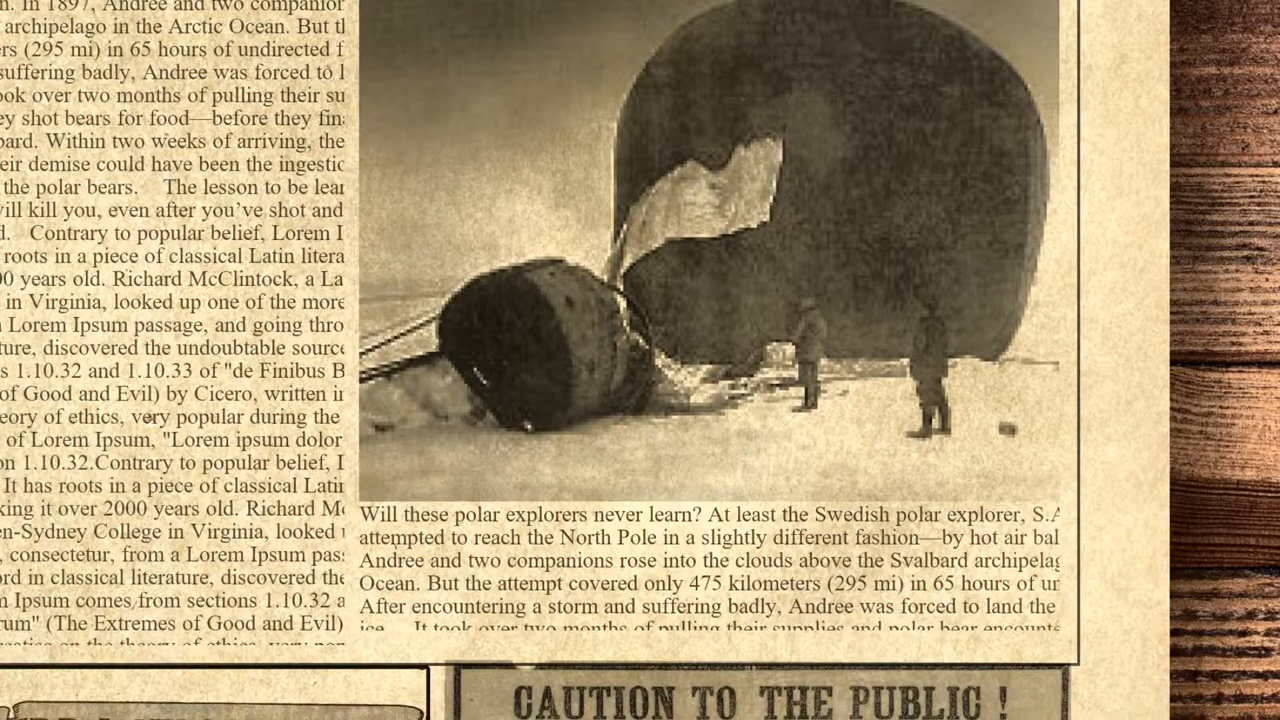 n. In 1897, Andree and two companion
archipelago in the Arctic Ocean. But
ers (295 mi) in 65 hours of undirected
suffering badly, Andree was forced to
ook over two months of pulling their su
ey shot bears for food—before they fin
bard. Within two weeks of arriving, the
eir demise could have been the ingestic
the polar bears. The lesson to be lear
will kill you, even after you've shot and
d. Contrary to popular belief, Lorem I
roots in a piece of classical Latin litera
00 years old. Richard McClintock, a La
in Virginia, looked up one of the more
Lorem Ipsum passage, and going thro
ture, discovered the undoubtable source
s 1.10.32 and 1.10.33 of "de Finibus B
of Good and Evil) by Cicero, written in
eory of ethics, very popular during the
of Lorem Ipsum, "Lorem ipsum dolor
on 1.10.32.Contrary to popular belief, I
It has roots in a piece of classical Latin
king it over 2000 years old. Richard Mc
en-Sydney College in Virginia, looked
, consectetur, from a Lorem Ipsum pass
ord in classical literature, discovered the
n Ipsum comes from sections 1.10.32 a
rum" (The Extremes of Good and Evil)
Will these polar explorers never learn? At least the Swedish polar explorer, S.A
attempted to reach the North Pole in a slightly different fashion—by hot air bal
Andree and two companions rose into the clouds above the Svalbard archipelag
Ocean. But the attempt covered only 475 kilometers (295 mi) in 65 hours of un
After encountering a storm and suffering badly, Andree was forced to land the
ice. It took over two months of pulling their supplies and polar bear encounte
CAUTION TO THE PUBLIC !